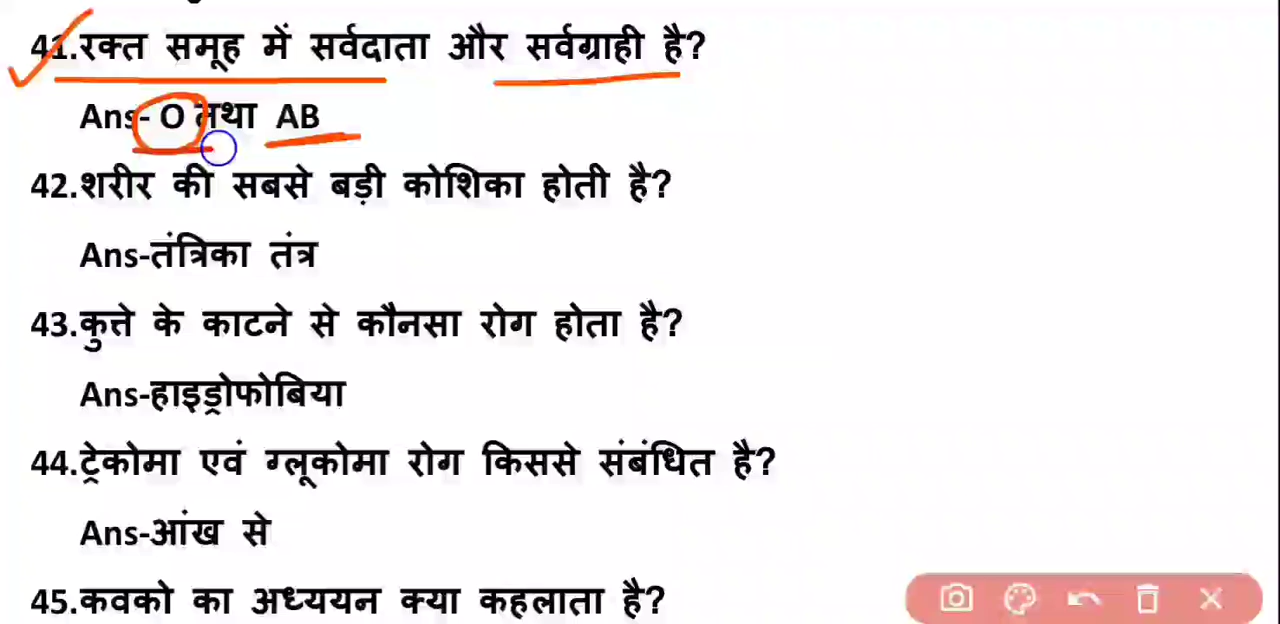 41.रक्त समूह में सर्वदाता और सर्वग्राही है?
Ans- O तथा AB
42.शरीर की सबसे बड़ी कोशिका होती है?
Ans-तंत्रिका तंत्र
43.कुत्ते के काटने से कौनसा रोग होता है?
Ans-हाइड्रोफोबिया
44.ट्रेकोमा एवं ग्लूकोमा रोग किससे संबंधित है?
Ans-आंख से
45.कवको का अध्ययन क्या कहलाता है?